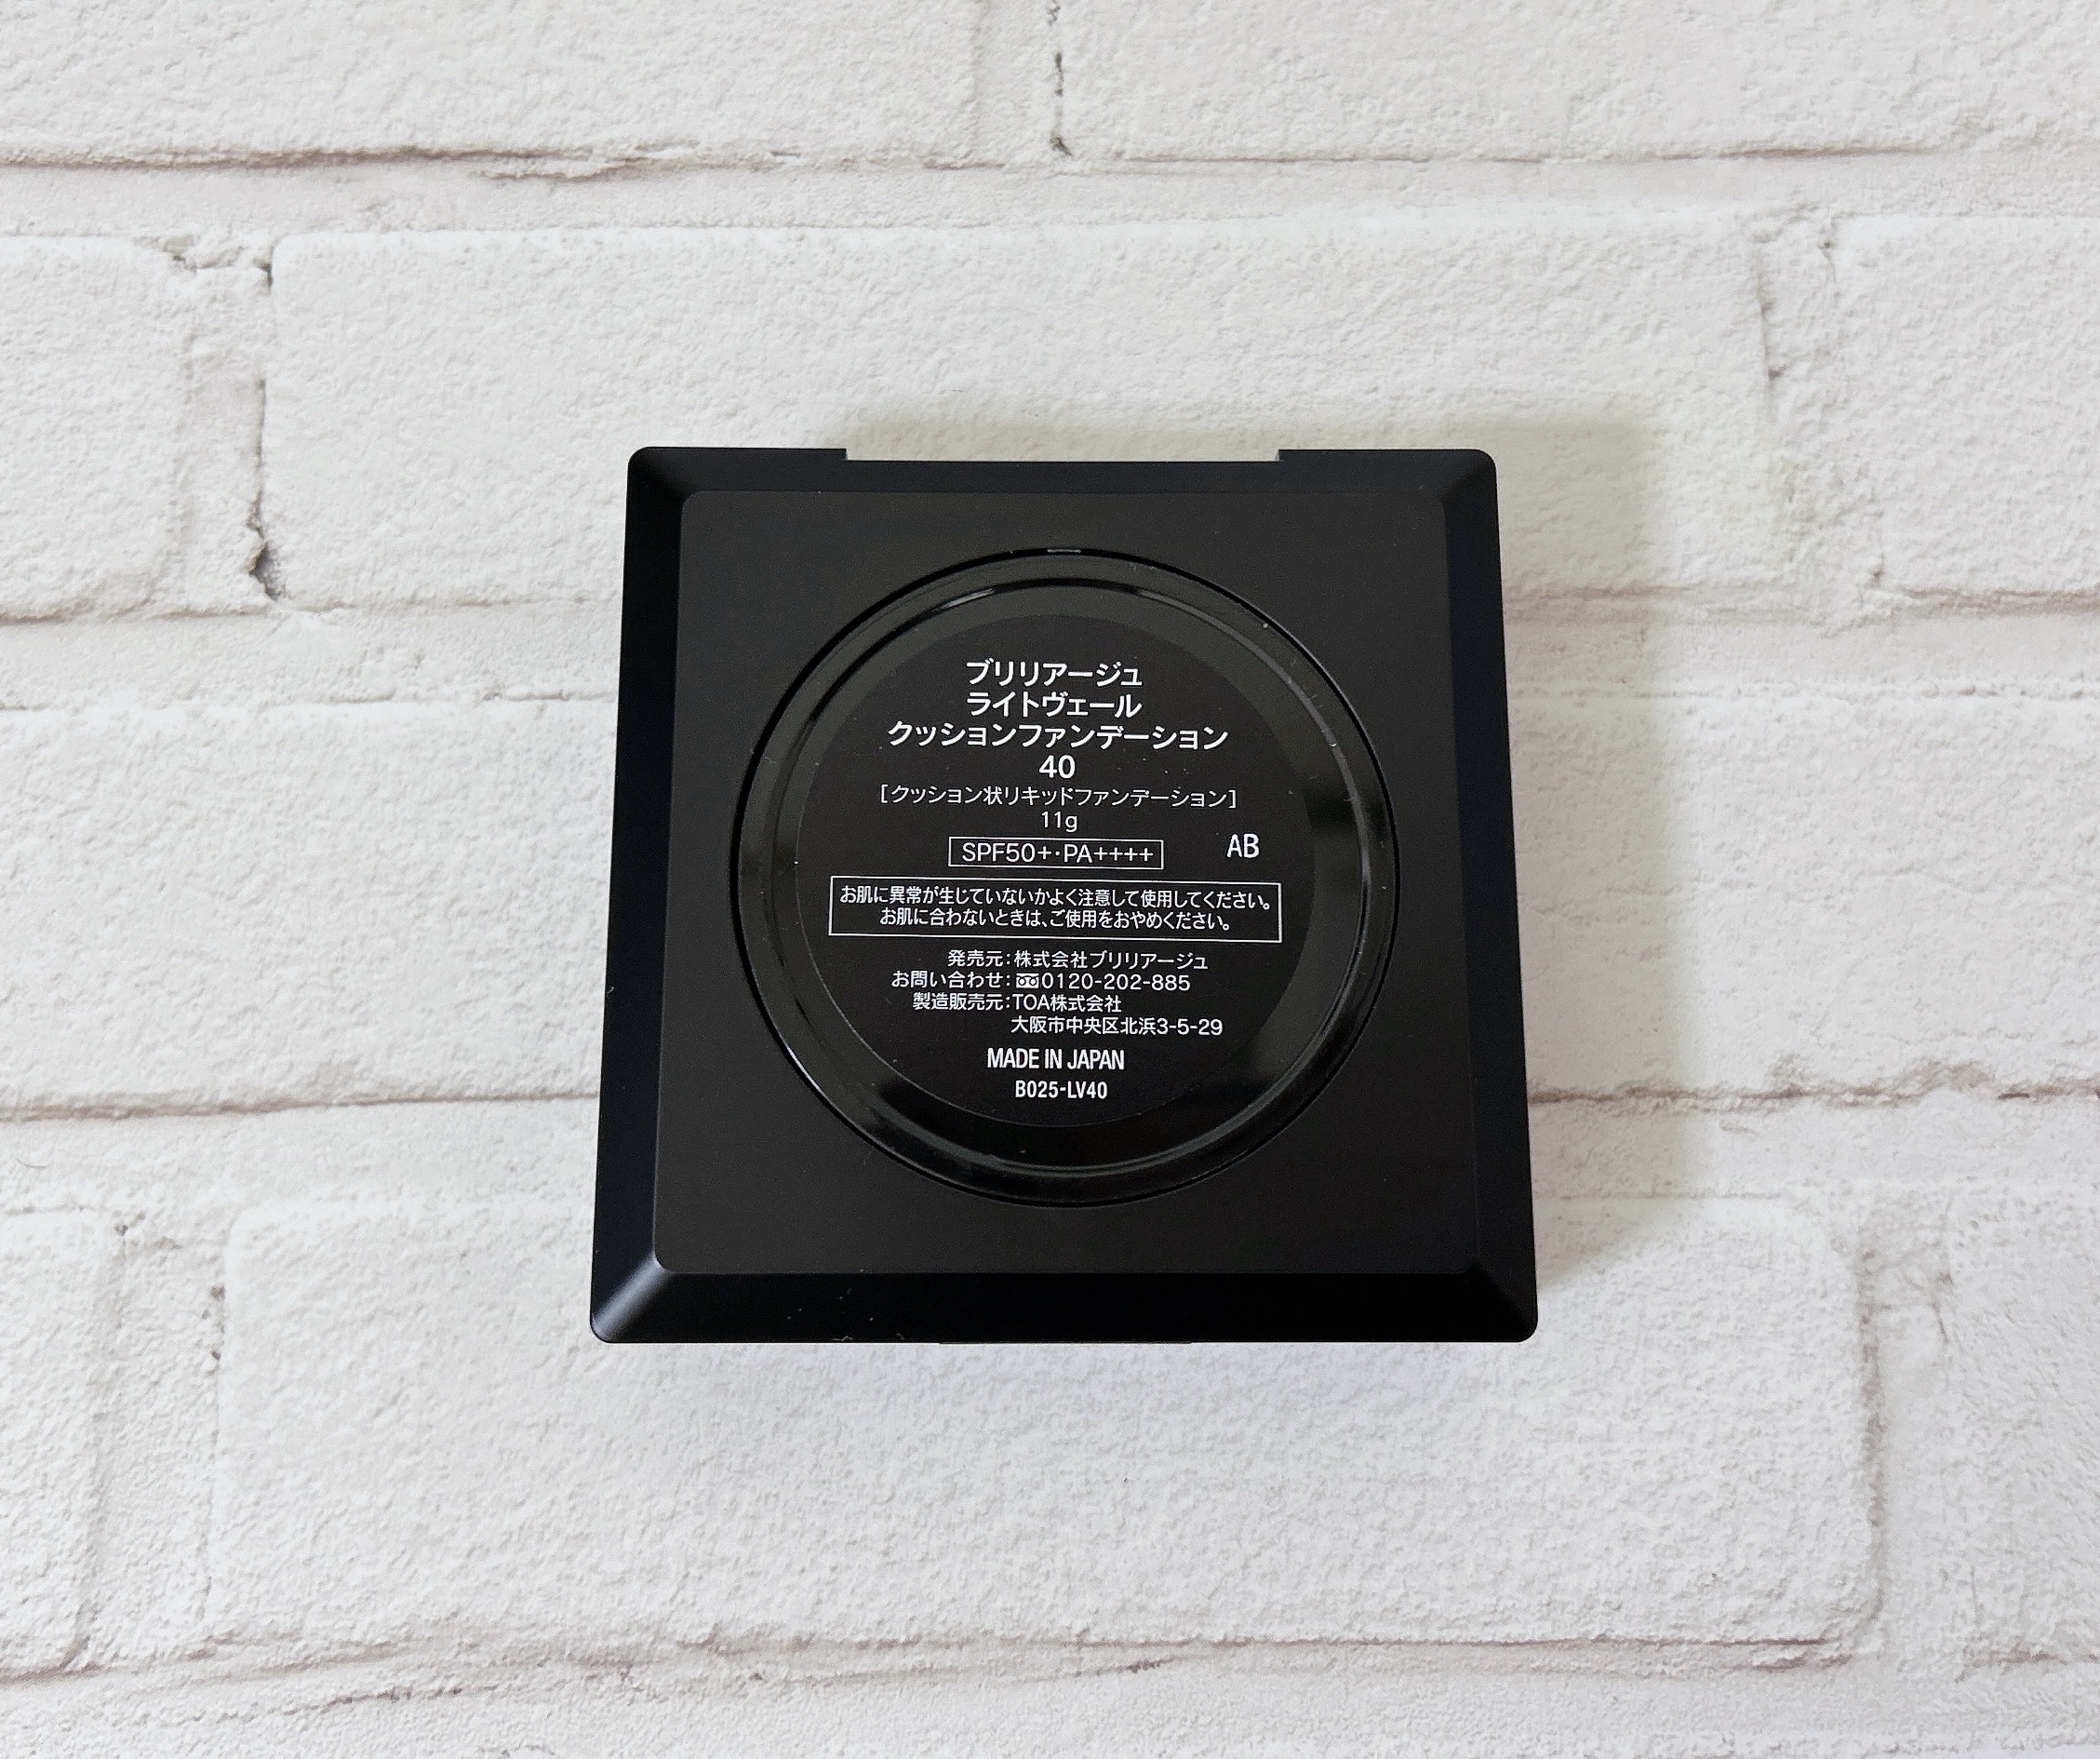 ブリリアージュ
ライトヴェール
クッションファンデーション
40
[クッション状リキッドファンデーション]
11g
SPF50+・PA++++
AB
お肌に異常が生じていないかよく注意して使用してください。
お肌に合わないときは、ご使用をおやめください。
発売元:株式会社ブリリアージュ
お問い合わせ:0120-202-885
製造販売元:TOA株式会社
大阪市中央区北浜3-5-29
MADE IN JAPAN
B025-LV40